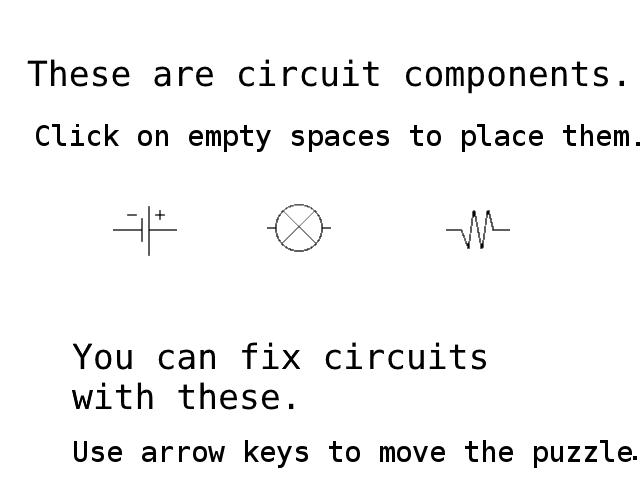 These are circuit components.
Click on empty spaces to place them.
- +
You can fix circuits
with these.
Use arrow keys to move the puzzle.